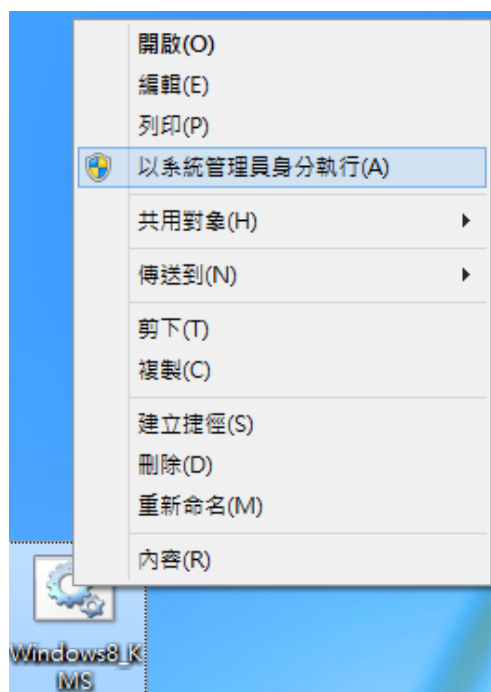 開啟(O)
編輯(E)
列印(P)
以系統管理員身分執行(A)
共用對象(H)
傳送到(N)
剪下(T)
複製(C)
建立捷徑(S)
刪除(D)
重新命名(M)
內容(R)
Windows8_K
MS